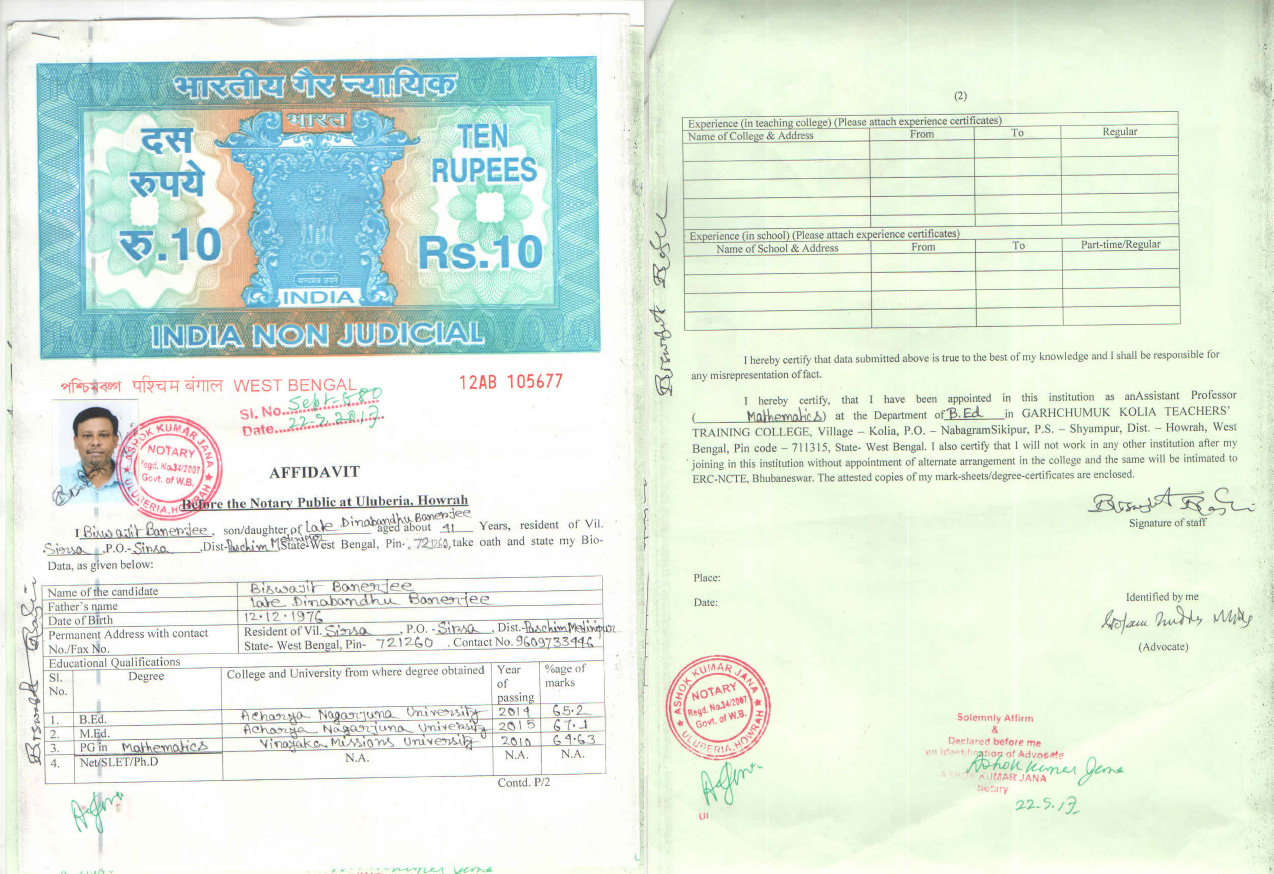 भारतीय गैर न्यायिक
भारत
दस
रुपये
रु.10
TEN
RUPEES
Rs.10
INDIA
INDIA NON JUDICIAL
পশ্চিমবঙ্গ पश्चिम बंगाल WEST BENGAL
12AB 105677
Sl. No. Sept-680
Date 22.5.2017
ASHOK KUMAR JANA
NOTARY
Regd. No.34/2007
Govt. of W.B.
ULUBERIA, HOWRAH
AFFIDAVIT
Before the Notary Public at Uluberia, Howrah
I Biswajit Banerjee, son/daughter of Late Dinabandhu Banerjee aged about 41 Years, resident of Vil.
Sirsa ,P.O.- Sirsa ,Dist- Paschim Medinipur State-West Bengal, Pin-. 721260, take oath and state my Bio-
Data, as given below:
Name of the candidate Biswajit Banerjee
Father's name Late Dinabandhu Banerjee
Date of Birth 12.12.1976
Permanent Address with contact Resident of Vil. Sirsa , P.O. - Sirsa , Dist.- Paschim Medinipur
No./Fax No. State- West Bengal, Pin- 721260 . Contact No. 9609733446
Educational Qualifications
Sl. No. Degree College and University from where degree obtained Year of passing %age of marks
1. B.Ed. Acharya Nagarjuna University 2014 65.2
2. M.Ed. Acharya Nagarjuna University 2015 67.1
3. PG in Mathematics Vinayaka Missions University 2010 64.63
4. Net/SLET/Ph.D N.A. N.A. N.A.
Contd. P/2
(2)
Experience (in teaching college) (Please attach experience certificates)
Name of College & Address From To Regular
Experience (in school) (Please attach experience certificates)
Name of School & Address From To Part-time/Regular
I hereby certify that data submitted above is true to the best of my knowledge and I shall be responsible for
any misrepresentation of fact.
I hereby certify, that I have been appointed in this institution as anAssistant Professor
( Mathematics) at the Department of B.Ed in GARHCHUMUK KOLIA TEACHERS'
TRAINING COLLEGE, Village – Kolia, P.O. – NabagramSikipur, P.S. – Shyampur, Dist. – Howrah, West
Bengal, Pin code – 711315, State- West Bengal. I also certify that I will not work in any other institution after my
joining in this institution without appointment of alternate arrangement in the college and the same will be intimated to
ERC-NCTE, Bhubaneswar. The attested copies of my mark-sheets/degree-certificates are enclosed.
Signature of staff
Place:
Date:
Identified by me
(Advocate)
ASHOK KUMAR JANA
NOTARY
Regd. No.34/2007
Govt. of W.B.
ULUBERIA, HOWRAH
Solemnly Affirm
&
Declared before me
on identification of Advocate
Ashok Kumar Jana
ASHOK KUMAR JANA
Notary
22.5.17